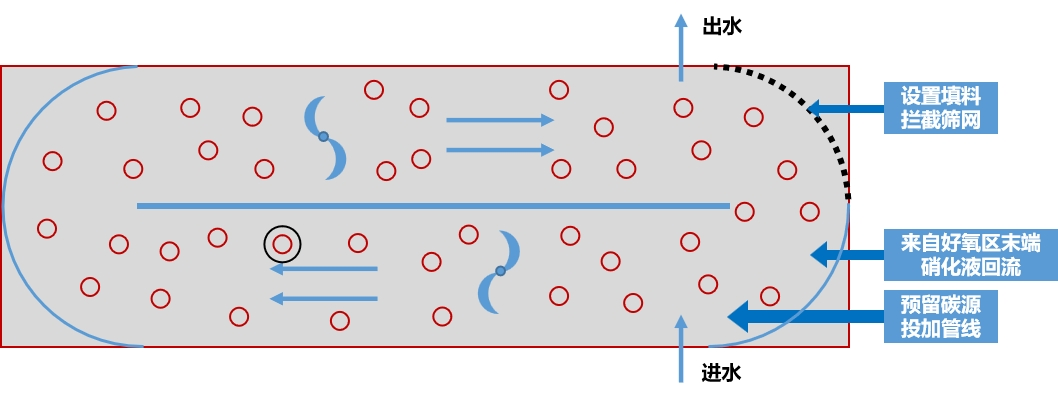 出水
设置填料
拦截筛网
来自好氧区末端
硝化液回流
预留碳源
投加管线
进水